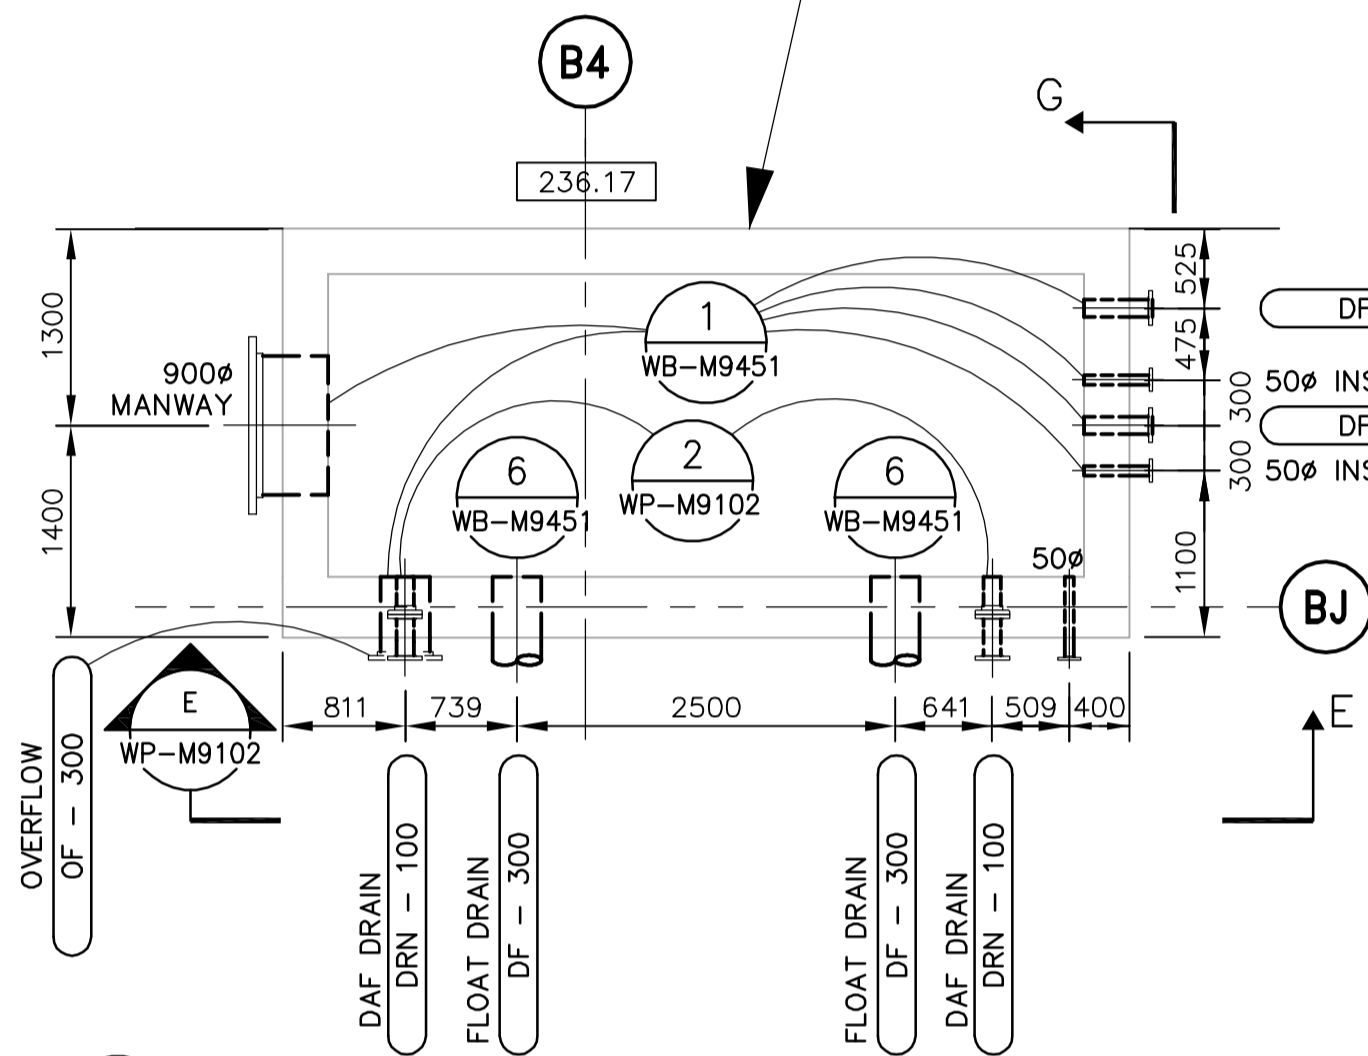 B4
G
236.17
525
1300
1
WB-M9451
475
900ø
MANWAY
300
50ø INS
300
50ø INS
2
WP-M9102
6
WB-M9451
6
WB-M9451
1400
1100
50ø
BJ
E
WP-M9102
811
739
2500
641
509
400
E
OVERFLOW
OF - 300
DAF DRAIN
DRN - 100
FLOAT DRAIN
DF - 300
FLOAT DRAIN
DF - 300
DAF DRAIN
DRN - 100